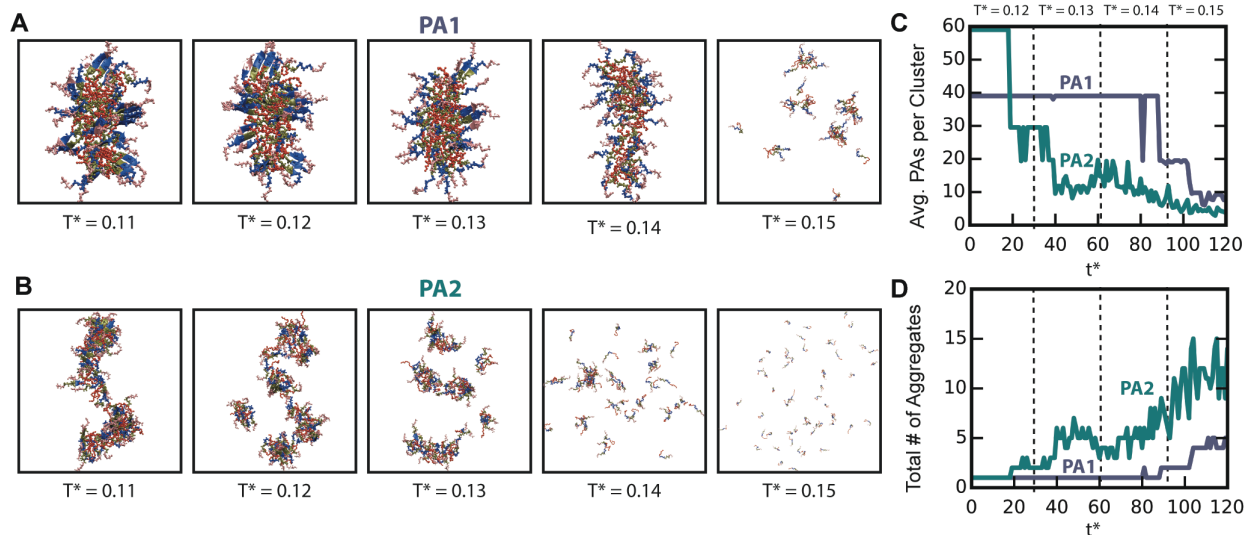 A
PA1
T* = 0.11
T* = 0.12
T* = 0.13
T* = 0.14
T* = 0.15
B
PA2
T* = 0.11
T* = 0.12
T* = 0.13
T* = 0.14
T* = 0.15
C
T* = 0.12 T* = 0.13 T* = 0.14 T* = 0.15
Avg. PAs per Cluster
60
50
40
30
20
10
0
PA1
PA2
0 20 40 60 80 100 120
t*
D
Total # of Aggregates
20
15
10
5
0
PA2
PA1
0 20 40 60 80 100 120
t*